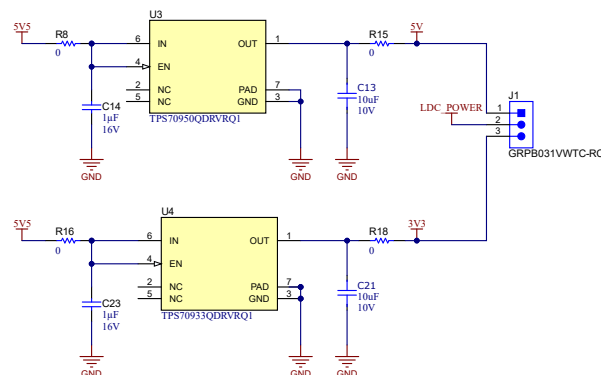 U3
5V5
R8
0
6
IN
OUT
1
R15
0
5V
4
EN
2
NC
5
NC
PAD
7
GND
3
C14
1µF
16V
TPS70950QDRVRQ1
C13
10uF
10V
GND
GND
GND
J1
LDC_POWER
1
2
3
GRPB031VWTC-RC
U4
5V5
R16
0
6
IN
OUT
1
R18
0
3V3
4
EN
2
NC
5
NC
PAD
7
GND
3
C23
1µF
16V
TPS70933QDRVRQ1
C21
10uF
10V
GND
GND
GND